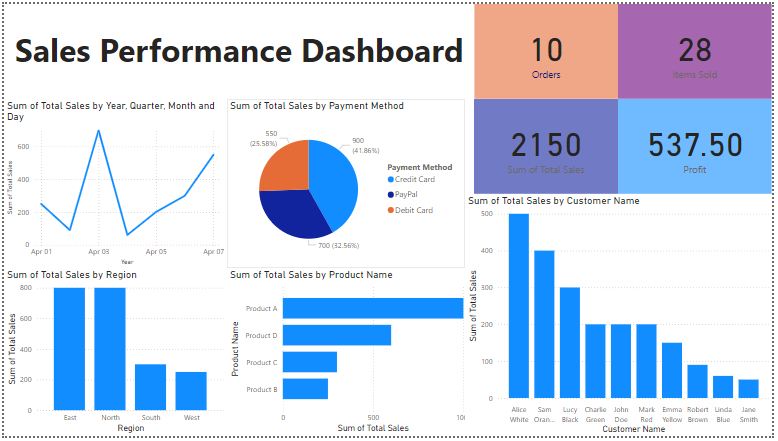 Sales Performance Dashboard
10
Orders
28
Items Sold
2150
Sum of Total Sales
537.50
Profit
Sum of Total Sales by Year, Quarter, Month and
Day
Sum of Total Sales
600
400
200
0
Apr 01
Apr 03
Apr 05
Apr 07
Year
Sum of Total Sales by Payment Method
550
(25.58%)
900
(41.86%)
700 (32.56%)
Payment Method
Credit Card
PayPal
Debit Card
Sum of Total Sales by Customer Name
Sum of Total Sales
500
400
300
200
100
0
Alice
White
Sam
Oran...
Lucy
Black
Charlie
Green
John
Doe
Mark
Red
Emma
Yellow
Robert
Brown
Linda
Blue
Jane
Smith
Customer Name
Sum of Total Sales by Region
Sum of Total Sales
800
600
400
200
0
East
North
South
West
Region
Sum of Total Sales by Product Name
Product Name
Product A
Product D
Product C
Product B
0
500
Sum of Total Sales